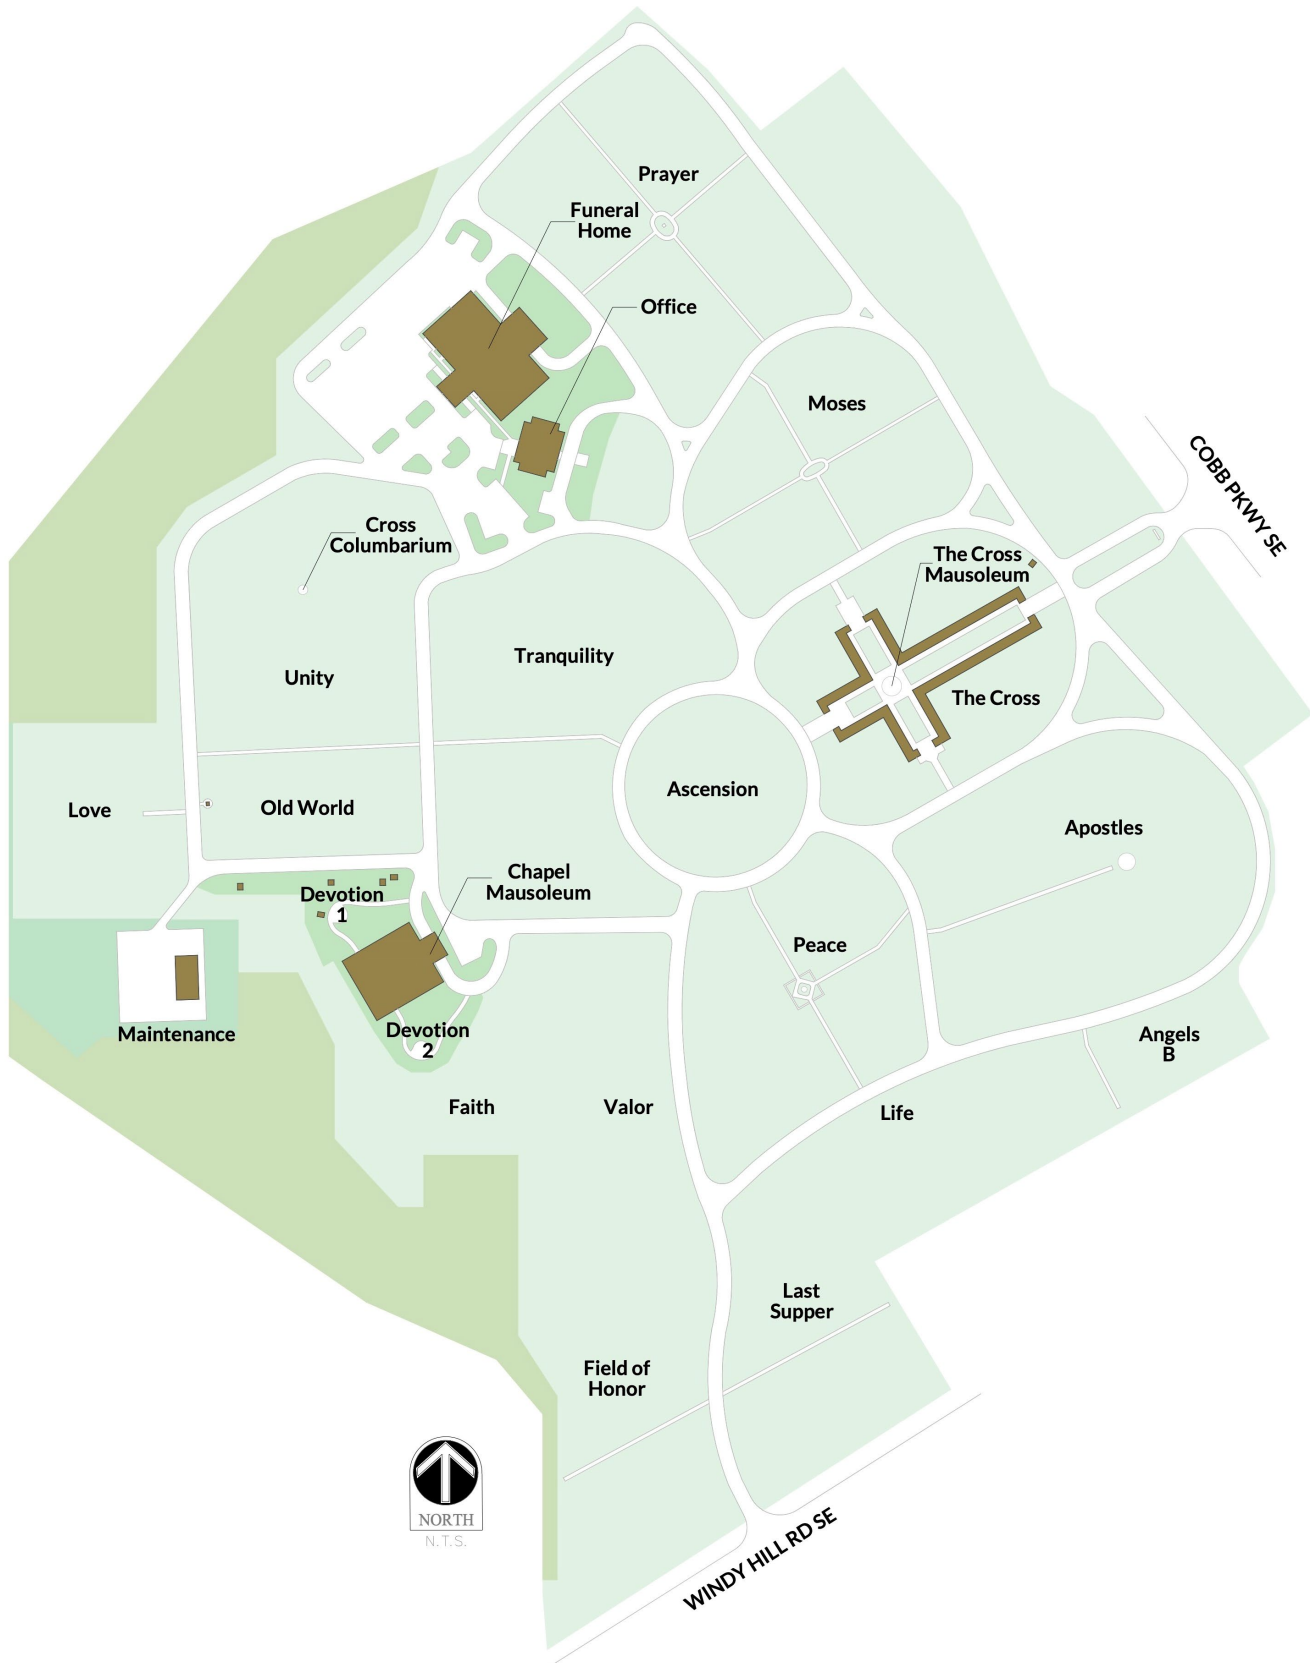 Prayer
Funeral
Home
Office
Moses
COBB PKWY SE
Cross
Columbarium
The Cross
Mausoleum
Tranquility
Unity
The Cross
Ascension
Love
Old World
Apostles
Chapel
Mausoleum
Devotion
1
Peace
Maintenance
Devotion
2
Angels
B
Faith
Valor
Life
Last
Supper
Field of
Honor
NORTH
N.T.S.
WINDY HILL RD SE